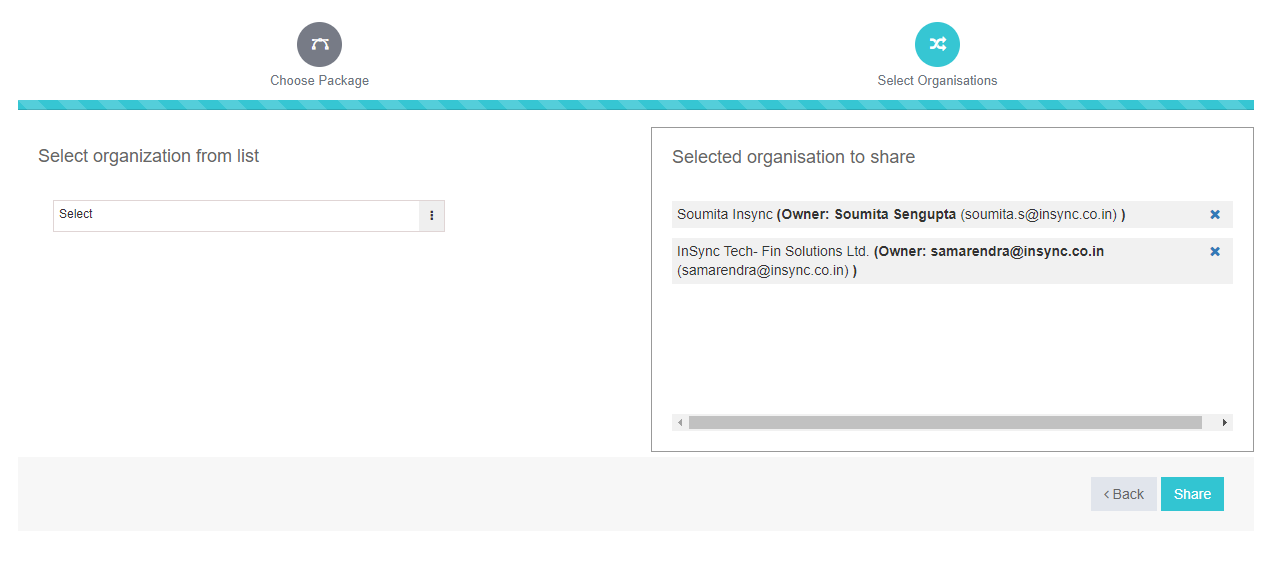 Choose Package
Select Organisations
Select organization from list
Select
Selected organisation to share
Soumita Insync (Owner: Soumita Sengupta (soumita.s@insync.co.in) )
InSync Tech- Fin Solutions Ltd. (Owner: samarendra@insync.co.in
(samarendra@insync.co.in) )
‹ Back
Share